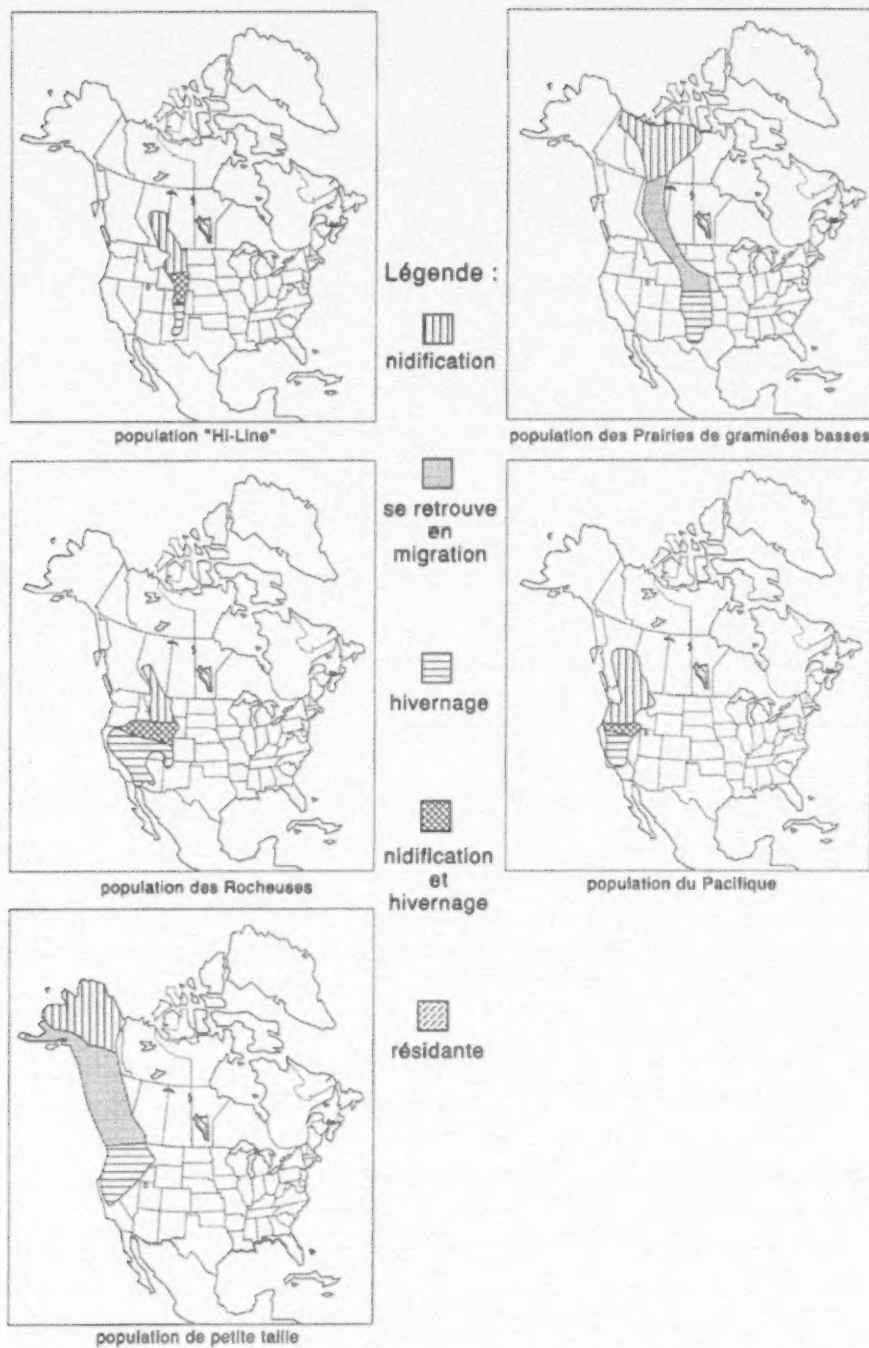 population "Hi-Line"
Légende :
nidification
population des Prairies de graminées basses
se retrouve
en
migration
hivernage
nidification
et
hivernage
population des Rocheuses
population du Pacifique
résidante
population de petite taille